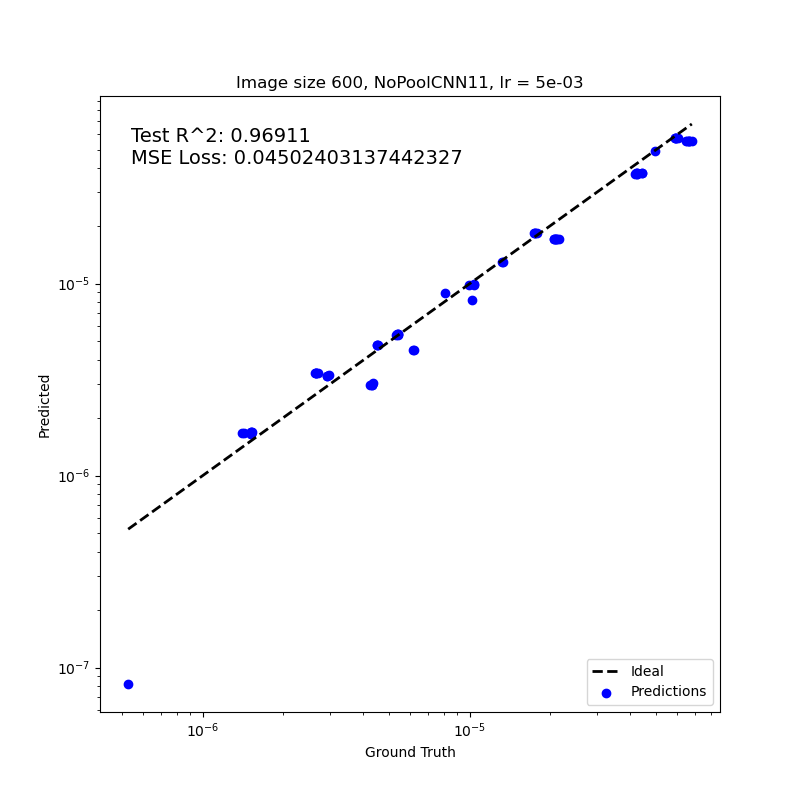 Image size 600, NoPoolCNN11, lr = 5e-03
Test R^2: 0.96911
MSE Loss: 0.04502403137442327
10⁻⁵
10⁻⁶
10⁻⁷
Predicted
Ideal
Predictions
10⁻⁶ 10⁻⁵
Ground Truth